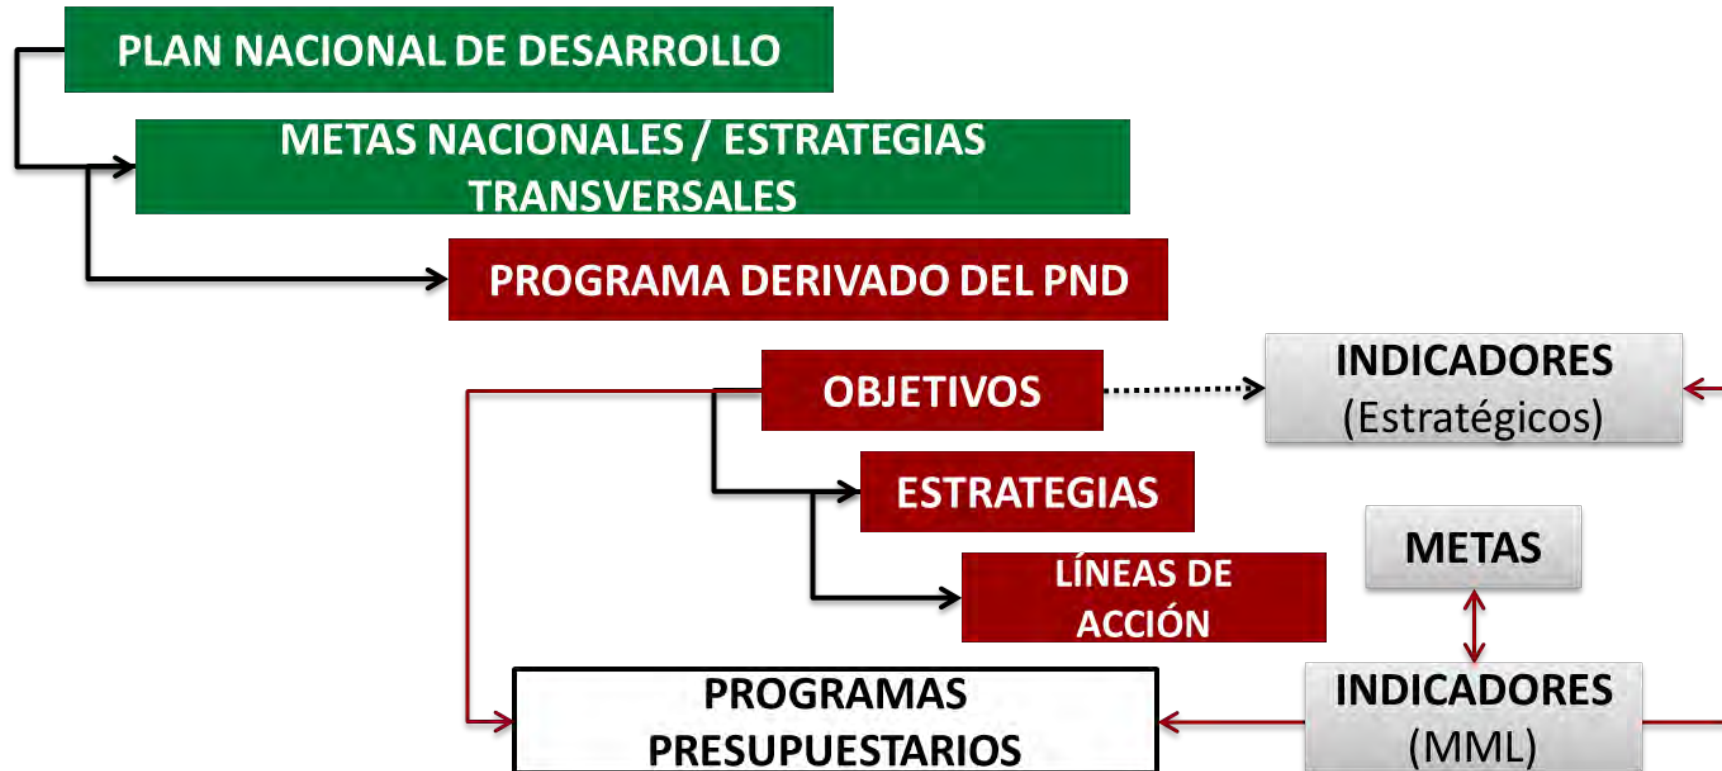 PLAN NACIONAL DE DESARROLLO
METAS NACIONALES / ESTRATEGIAS
TRANSVERSALES
PROGRAMA DERIVADO DEL PND
OBJETIVOS
INDICADORES
(Estratégicos)
ESTRATEGIAS
METAS
LÍNEAS DE
ACCIÓN
PROGRAMAS
PRESUPUESTARIOS
INDICADORES
(MML)